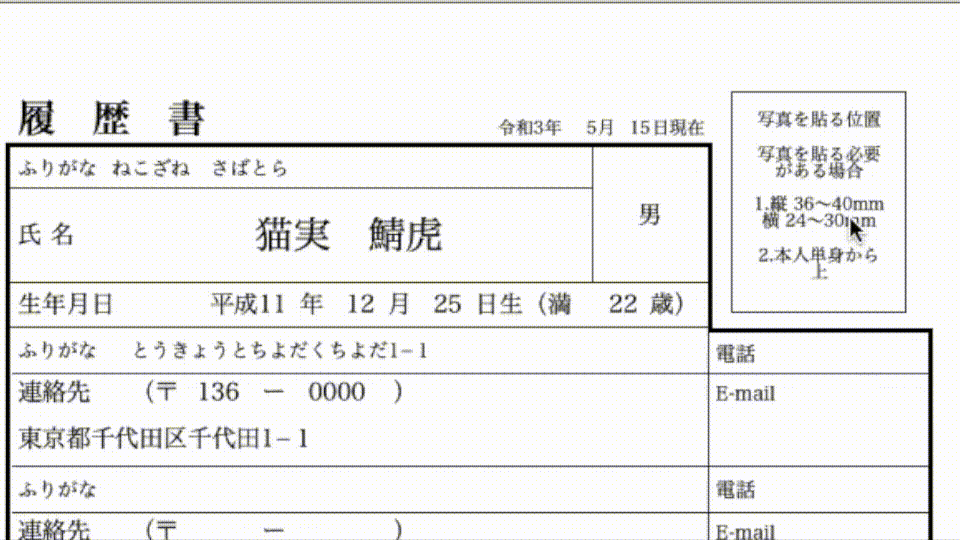 履 歴 書
令和3年 5月 15日現在
写真を貼る位置
写真を貼る必要
がある場合
1.縦 36〜40mm
横 24〜30mm
2.本人単身から
上
ふりがな ねこざね さばとら
男
氏 名 猫実 鯖虎
生年月日 平成11 年 12 月 25 日生（満 22 歳）
ふりがな とうきょうとちよだくちよだ1−1
電話
連絡先 （〒 136 ー 0000 ）
E-mail
東京都千代田区千代田1−1
ふりがな
電話
連絡先 （〒 ー ）
E-mail